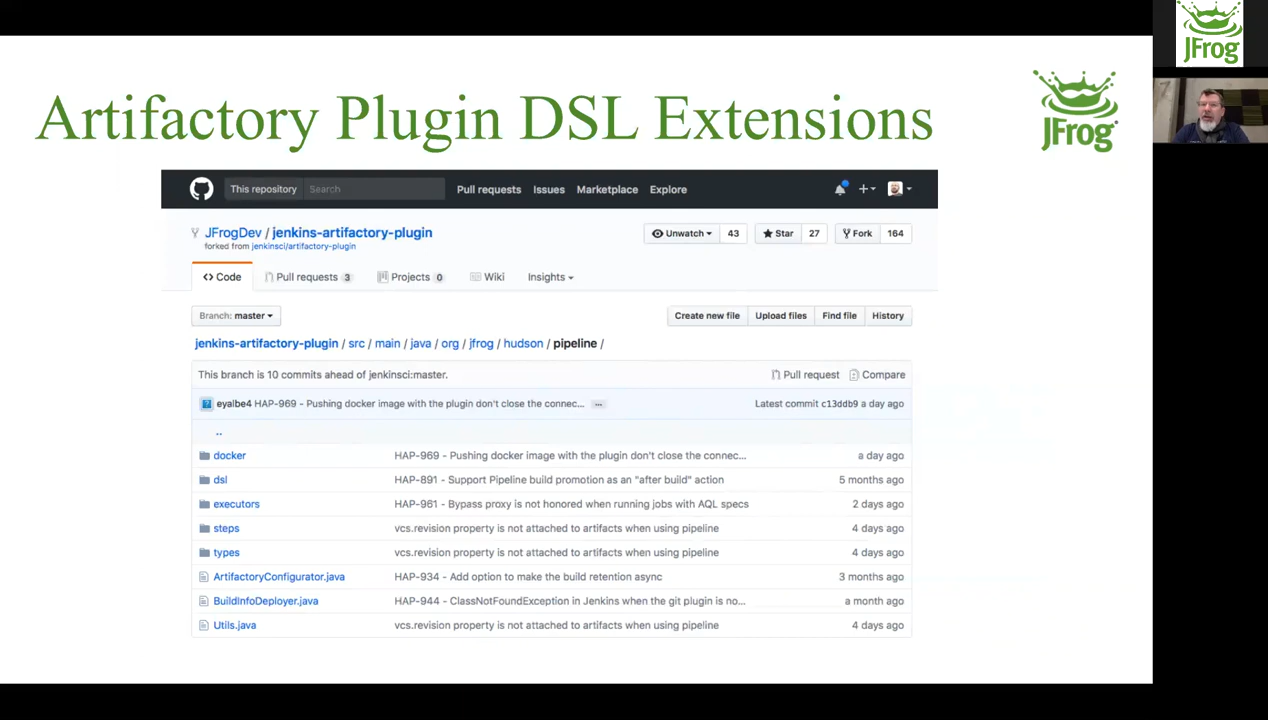 JFrog
Artifactory Plugin DSL Extensions
JFrog
This repository Search Pull requests Issues Marketplace Explore
JFrogDev / jenkins-artifactory-plugin
forked from jenkinsci/artifactory-plugin
Unwatch 43 Star 27 Fork 164
Code Pull requests 3 Projects 0 Wiki Insights
Branch: master
Create new file Upload files Find file History
jenkins-artifactory-plugin / src / main / java / org / jfrog / hudson / pipeline /
This branch is 10 commits ahead of jenkinsci:master.
Pull request Compare
eyalbe4 HAP-969 - Pushing docker image with the plugin don't close the connec... ...
Latest commit c13ddb9 a day ago
..
docker HAP-969 - Pushing docker image with the plugin don't close the connec... a day ago
dsl HAP-891 - Support Pipeline build promotion as an "after build" action 5 months ago
executors HAP-961 - Bypass proxy is not honored when running jobs with AQL specs 2 days ago
steps vcs.revision property is not attached to artifacts when using pipeline 4 days ago
types vcs.revision property is not attached to artifacts when using pipeline 4 days ago
ArtifactoryConfigurator.java HAP-934 - Add option to make the build retention async 3 months ago
BuildInfoDeployer.java HAP-944 - ClassNotFoundException in Jenkins when the git plugin is no... a month ago
Utils.java vcs.revision property is not attached to artifacts when using pipeline 4 days ago